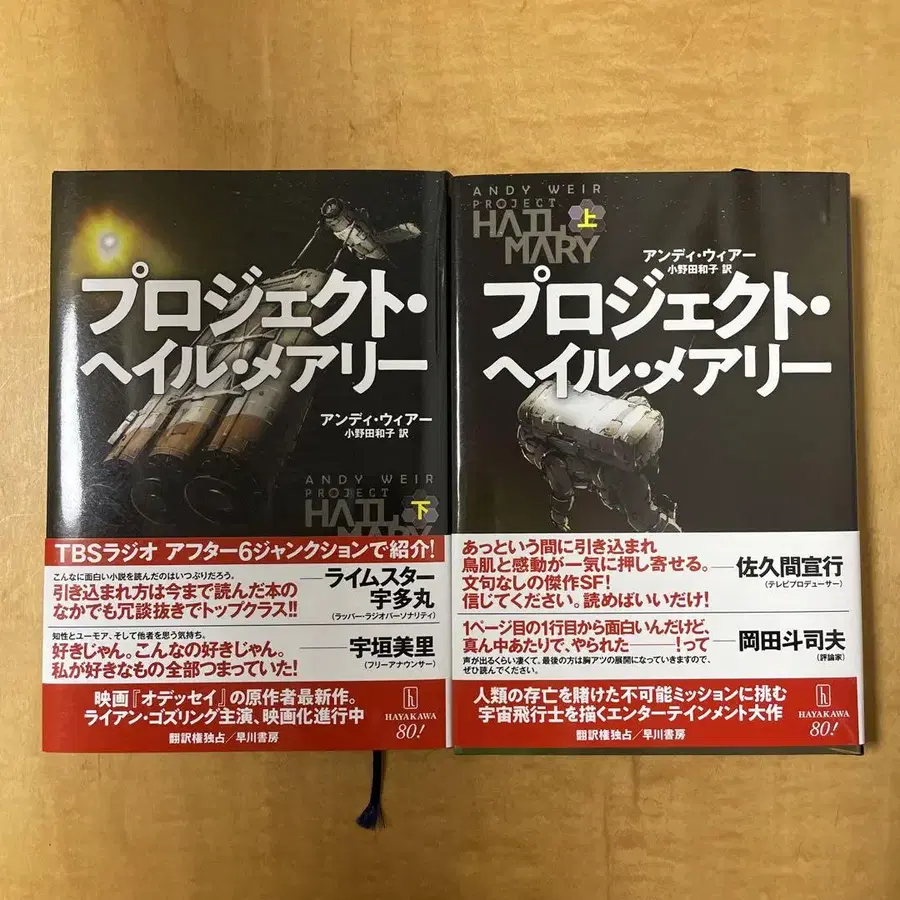 プロジェクト・
ヘイル・メアリー
アンディ・ウィアー
小野田和子 訳
ANDY WEIR
PROJECT
HAIL
MARY
下
TBSラジオ アフター6ジャンクションで紹介!
こんなに面白い小説を読んだのはいつぶりだろう。
引き込まれ方は今まで読んだ本の
なかでも冗談抜きでトップクラス!!
──ライムスター
宇多丸
(ラッパー・ラジオパーソナリティ)
知性とユーモア、そして他者を思う気持ち。
好きじゃん。こんなの好きじゃん。
私が好きなもの全部つまっていた!
──宇垣美里
(フリーアナウンサー)
映画『オデッセイ』の原作者最新作。
ライアン・ゴズリング主演、映画化進行中
翻訳権独占/早川書房
h
HAYAKAWA
80!
ANDY WEIR
PROJECT
HAIL
MARY
上
アンディ・ウィアー
小野田和子 訳
プロジェクト・
ヘイル・メアリー
あっという間に引き込まれ
鳥肌と感動が一気に押し寄せる。
文句なしの傑作SF!
信じてください。読めばいいだけ!
──佐久間宣行
(テレビプロデューサー)
1ページ目の1行目から面白いんだけど、
真ん中あたりで、やられた──!って
声が出るくらい凄くて。最後の方は胸アツの展開になっていきますので、
ぜひ読んでください。
──岡田斗司夫
(評論家)
人類の存亡を賭けた不可能ミッションに挑む
宇宙飛行士を描くエンターテインメント大作
翻訳権独占/早川書房
h
HAYAKAWA
80!